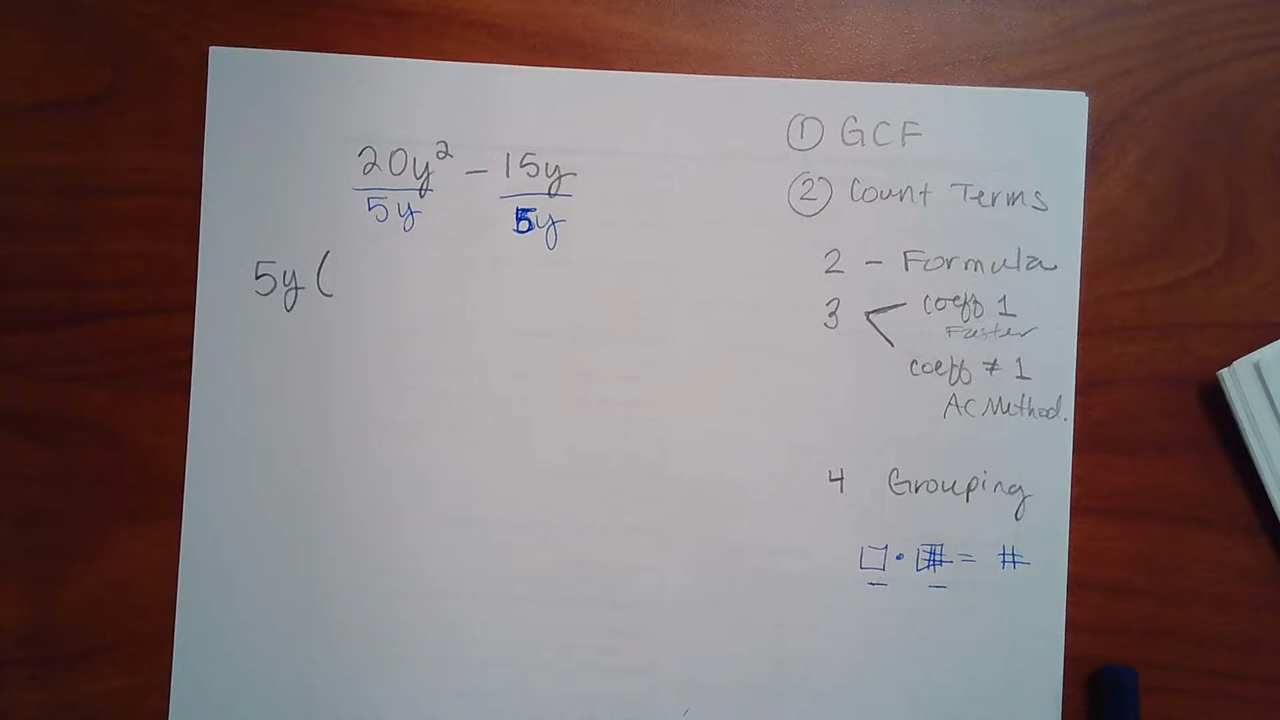 20y² - 15y
5y 5y
5y (
① GCF
② Count Terms
2 - Formula
3 < coeff 1
Faster
coeff ≠ 1
AC Method.
4 Grouping
□ · # = #